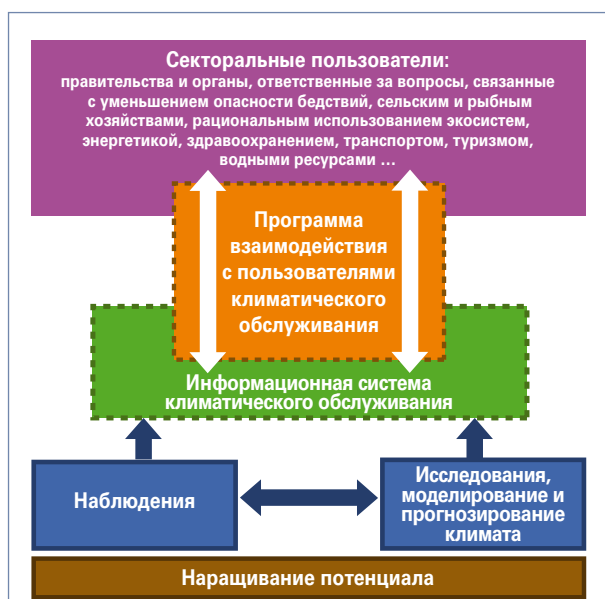 Секторальные пользователи:
правительства и органы, ответственные за вопросы, связанные
с уменьшением опасности бедствий, сельским и рыбным
хозяйствами, рациональным использованием экосистем,
энергетикой, здравоохранением, транспортом, туризмом,
водными ресурсами ...
Программа
взаимодействия
с пользователями
климатического
обслуживания
Информационная система
климатического обслуживания
Наблюдения
Исследования,
моделирование и
прогнозирование
климата
Наращивание потенциала